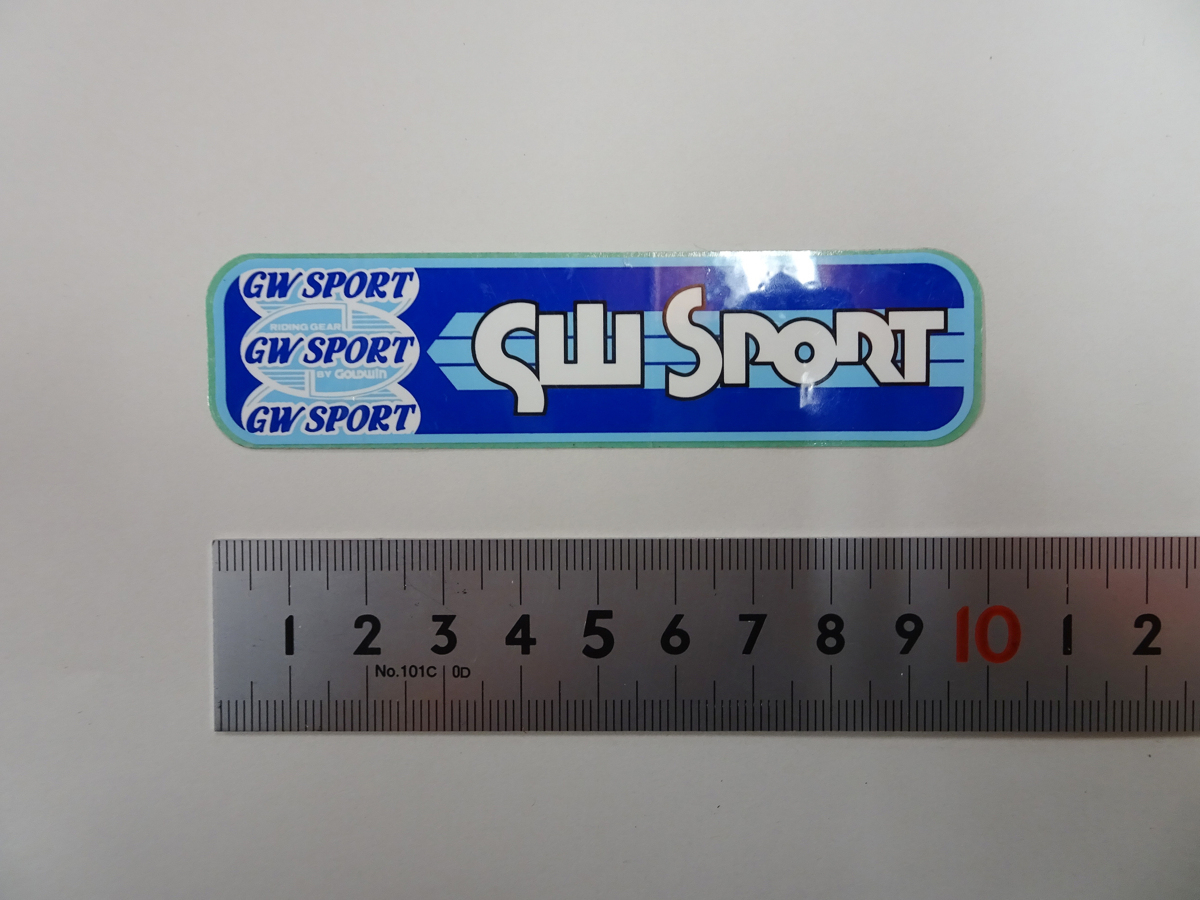 GW SPORT
RIDING GEAR
GW SPORT
BY GOLDWIN
GW SPORT
GW SPORT
1 2 3 4 5 6 7 8 9 10 1 2
No.101C 0D